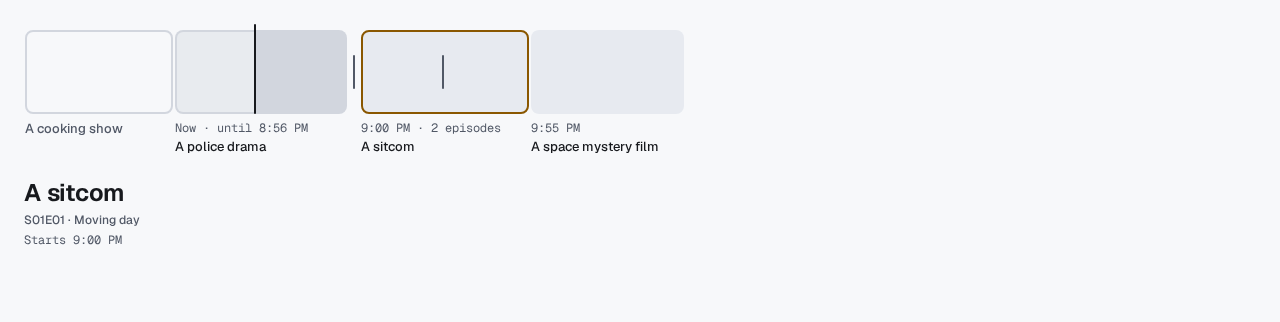 A cooking show
Now · until 8:56 PM
A police drama
9:00 PM · 2 episodes
A sitcom
9:55 PM
A space mystery film
A sitcom
S01E01 · Moving day
Starts 9:00 PM